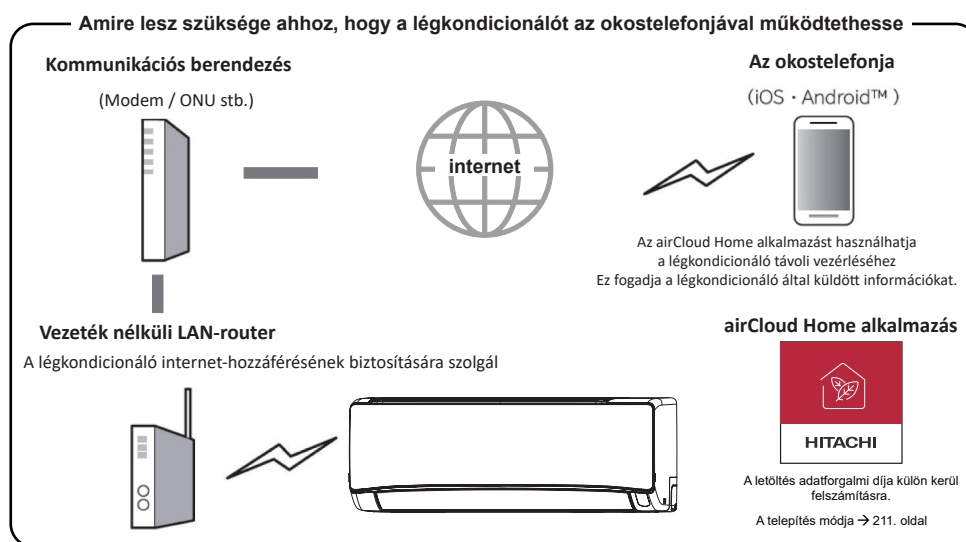 Amire lesz szüksége ahhoz, hogy a légkondicionálót az okostelefonjával működtethesse
Kommunikációs berendezés
(Modem / ONU stb.)
internet
Az okostelefonja
(iOS・Android™ )
Az airCloud Home alkalmazást használhatja
a légkondicionáló távoli vezérléséhez
Ez fogadja a légkondicionáló által küldött információkat.
Vezeték nélküli LAN-router
A légkondicionáló internet-hozzáférésének biztosítására szolgál
airCloud Home alkalmazás
HITACHI
A letöltés adatforgalmi díja külön kerül
felszámításra.
A telepítés módja → 211. oldal